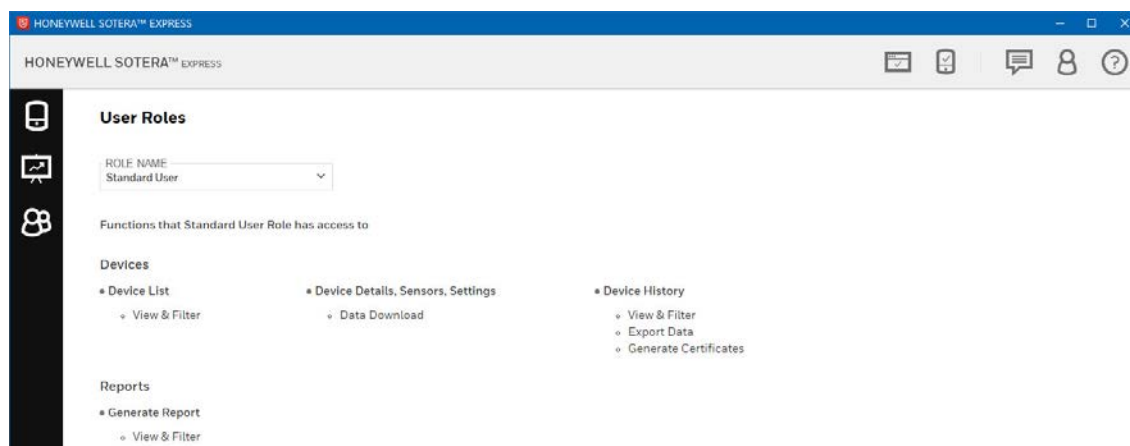 HONEYWELL SOTERA™ EXPRESS
HONEYWELL SOTERA™ EXPRESS
User Roles
ROLE NAME
Standard User
Functions that Standard User Role has access to
Devices
Device List
View & Filter
Device Details, Sensors, Settings
Data Download
Device History
View & Filter
Export Data
Generate Certificates
Reports
Generate Report
View & Filter